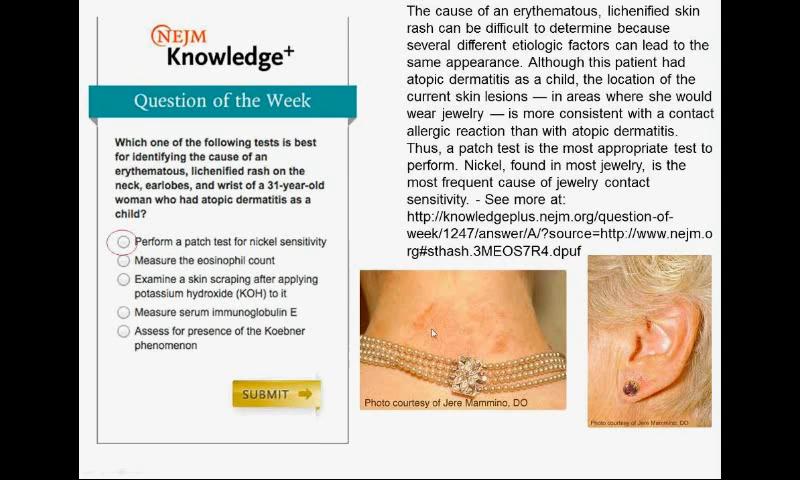 NEJM
Knowledge+
Question of the Week
Which one of the following tests is best
for identifying the cause of an
erythematous, lichenified rash on the
neck, earlobes, and wrist of a 31-year-old
woman who had atopic dermatitis as a
child?
Perform a patch test for nickel sensitivity
Measure the eosinophil count
Examine a skin scraping after applying
potassium hydroxide (KOH) to it
Measure serum immunoglobulin E
Assess for presence of the Koebner
phenomenon
SUBMIT
The cause of an erythematous, lichenified skin
rash can be difficult to determine because
several different etiologic factors can lead to the
same appearance. Although this patient had
atopic dermatitis as a child, the location of the
current skin lesions — in areas where she would
wear jewelry — is more consistent with a contact
allergic reaction than with atopic dermatitis.
Thus, a patch test is the most appropriate test to
perform. Nickel, found in most jewelry, is the
most frequent cause of jewelry contact
sensitivity. - See more at:
http://knowledgeplus.nejm.org/question-of-
week/1247/answer/A/?source=http://www.nejm.o
rg#sthash.3MEOS7R4.dpuf
Photo courtesy of Jere Mammino, DO
Photo courtesy of Jere Mammino, DO